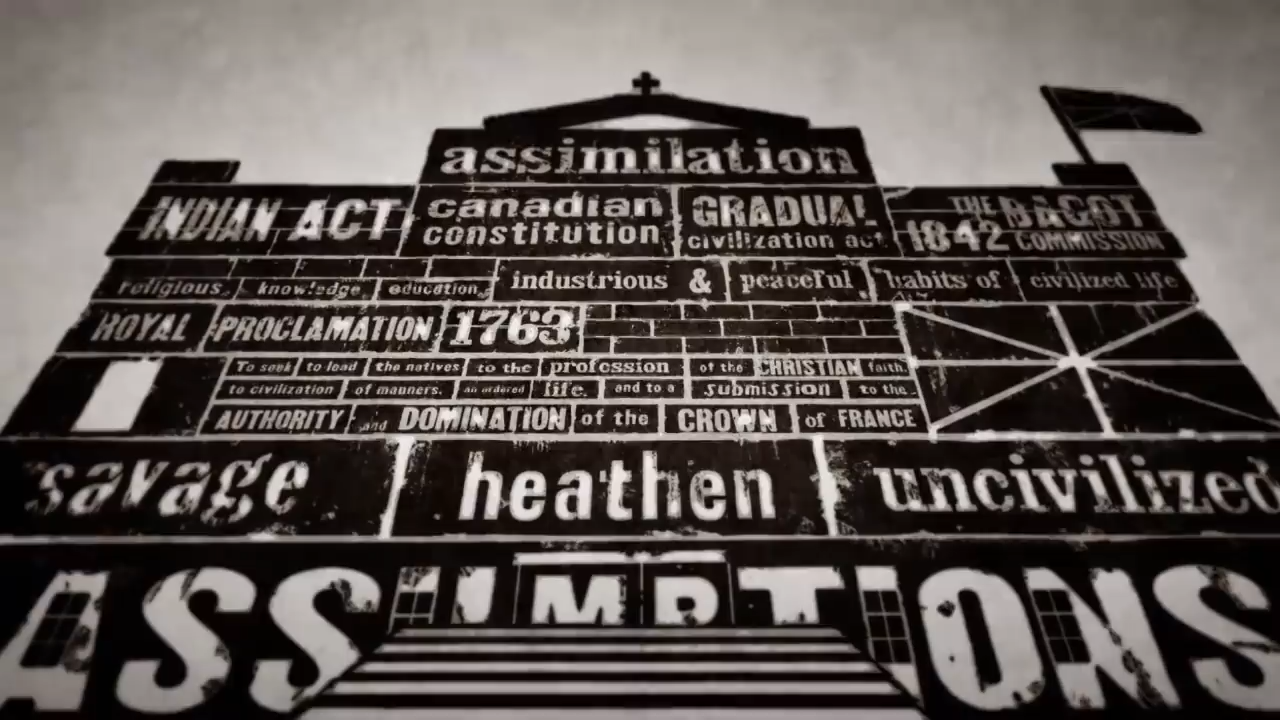 assimilation
INDIAN ACT canadian constitution GRADUAL civilization act THE BAGOT 1842 COMMISSION
religious, knowledge, education, industrious & peaceful, habits of civilized life
ROYAL PROCLAMATION 1763
To seek to lead the natives to the profession of the CHRISTIAN faith.
to civilization of manners. an ordered life. and to a submission to the
AUTHORITY and DOMINATION of the CROWN of FRANCE
savage heathen uncivilized
ASSUMPTIONS